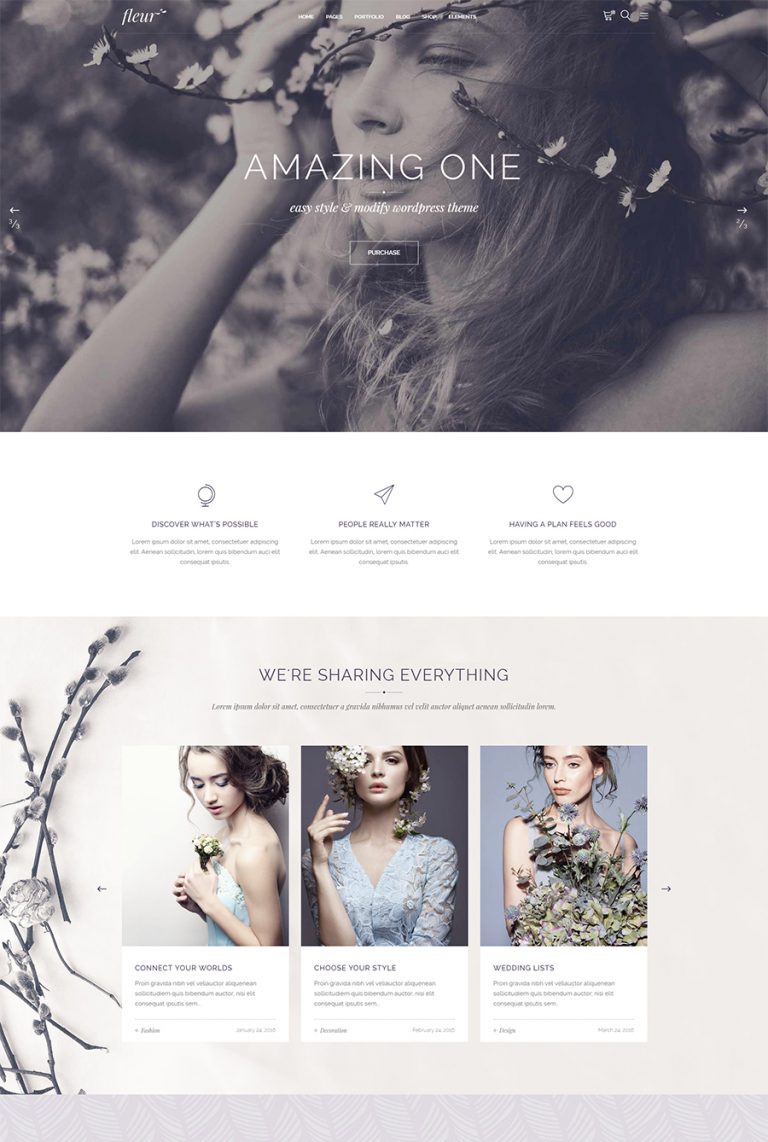 fleur
HOME PAGES PORTFOLIO BLOG SHOP ELEMENTS
AMAZING ONE
easy style & modify wordpress theme
3/3
2/3
PURCHASE
DISCOVER WHAT'S POSSIBLE
Lorem ipsum dolor sit amet, consectetuer adipiscing
elit. Aenean sollicitudin, lorem quis bibendum auci elit
consequat ipsutis
PEOPLE REALLY MATTER
Lorem ipsum dolor sit amet, consectetuer adipiscing
elit. Aenean sollicitudin, lorem quis bibendum auci elit
consequat ipsutis.
HAVING A PLAN FEELS GOOD
Lorem ipsum dolor sit amet, consectetuer adipiscing
elit. Aenean sollicitudin, lorem quis bibendum auci elit
consequat ipsutis
WE'RE SHARING EVERYTHING
Lorem ipsum dolor sit amet, consectetuer a gravida nibhumus vel velit auctor aliquet aenean sollicitudin lorem.
CONNECT YOUR WORLDS
Proin gravida nibh vel veliauctor aliquenean
sollicitudiem quis bibendum auctor, nisi elit
consequat ipsutis sem...
Fashion January 24, 2016
CHOOSE YOUR STYLE
Proin gravida nibh vel veliauctor aliquenean
sollicitudiem quis bibendum auctor, nisi elit
consequat ipsutis sem...
Decoration February 24, 2016
WEDDING LISTS
Proin gravida nibh vel veliauctor aliquenean
sollicitudiem quis bibendum auctor, nisi elit
consequat ipsutis sem...
Design March 24, 2016